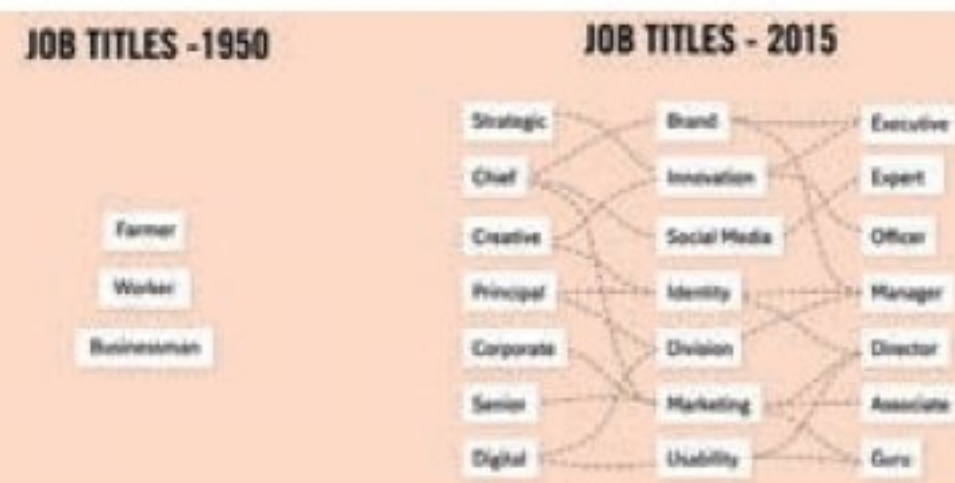 JOB TITLES -1950
Farmer
Worker
Businessman
JOB TITLES - 2015
Strategic
Chief
Creative
Principal
Corporate
Senior
Digital
Brand
Innovation
Social Media
Identity
Division
Marketing
Usability
Executive
Expert
Officer
Manager
Director
Associate
Guru